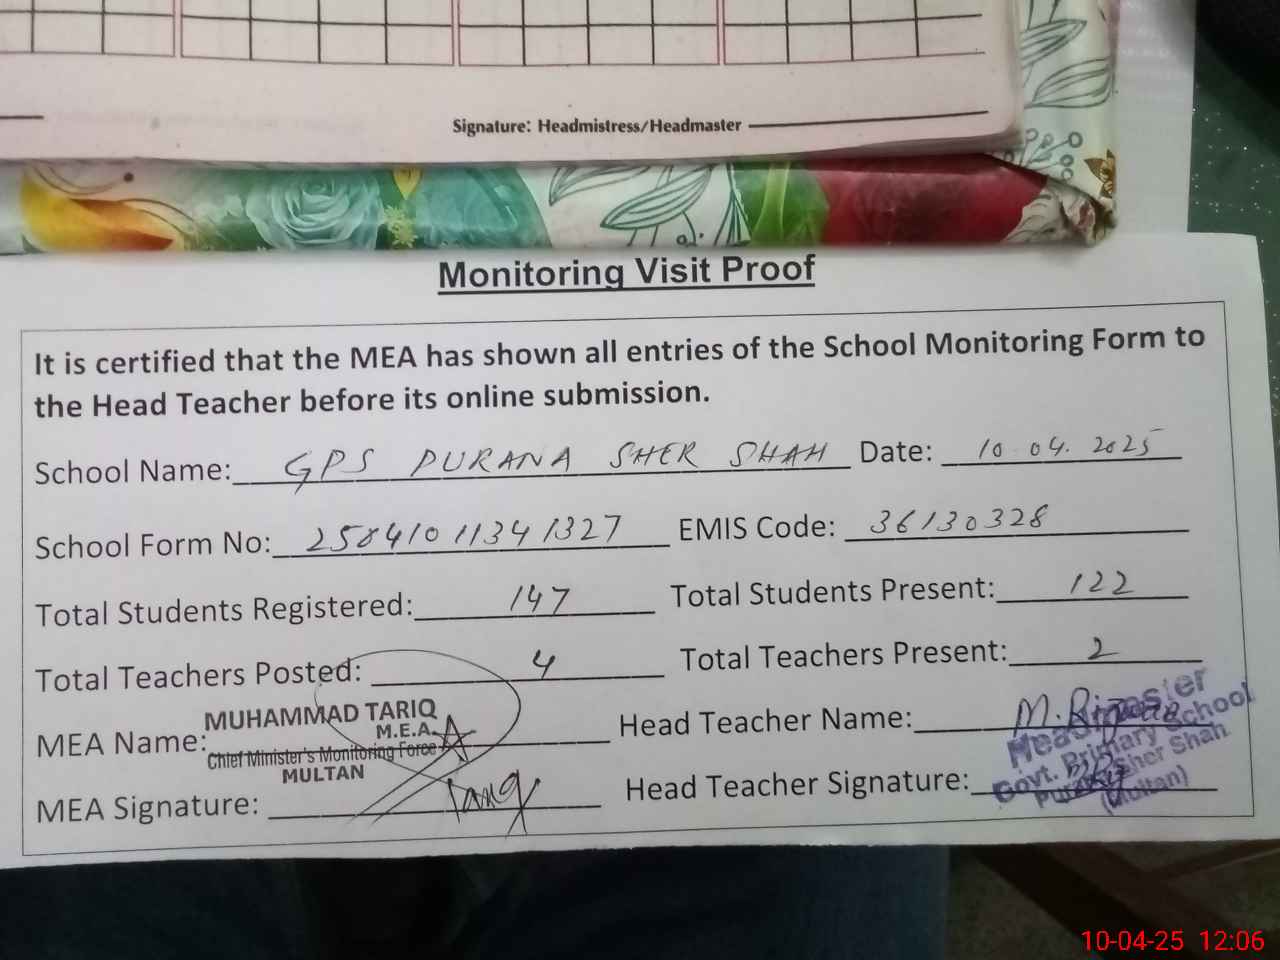 Signature: Headmistress/Headmaster
Monitoring Visit Proof
It is certified that the MEA has shown all entries of the School Monitoring Form to
the Head Teacher before its online submission.
School Name: GPS PURANA SHER SHAH Date: 10.04.2025
School Form No: 25841011341327 EMIS Code: 36130328
Total Students Registered: 147 Total Students Present: 122
Total Teachers Posted: 4 Total Teachers Present: 2
MUHAMMAD TARIQ
M.E.A.
MEA Name: Head Teacher Name: M.
Chief Minister's Monitoring Force
MULTAN
MEA Signature: Tariq Head Teacher Signature:
Headmaster
Govt. Primary School
Purana Sher Shah
(Multan)
10-04-25 12:06